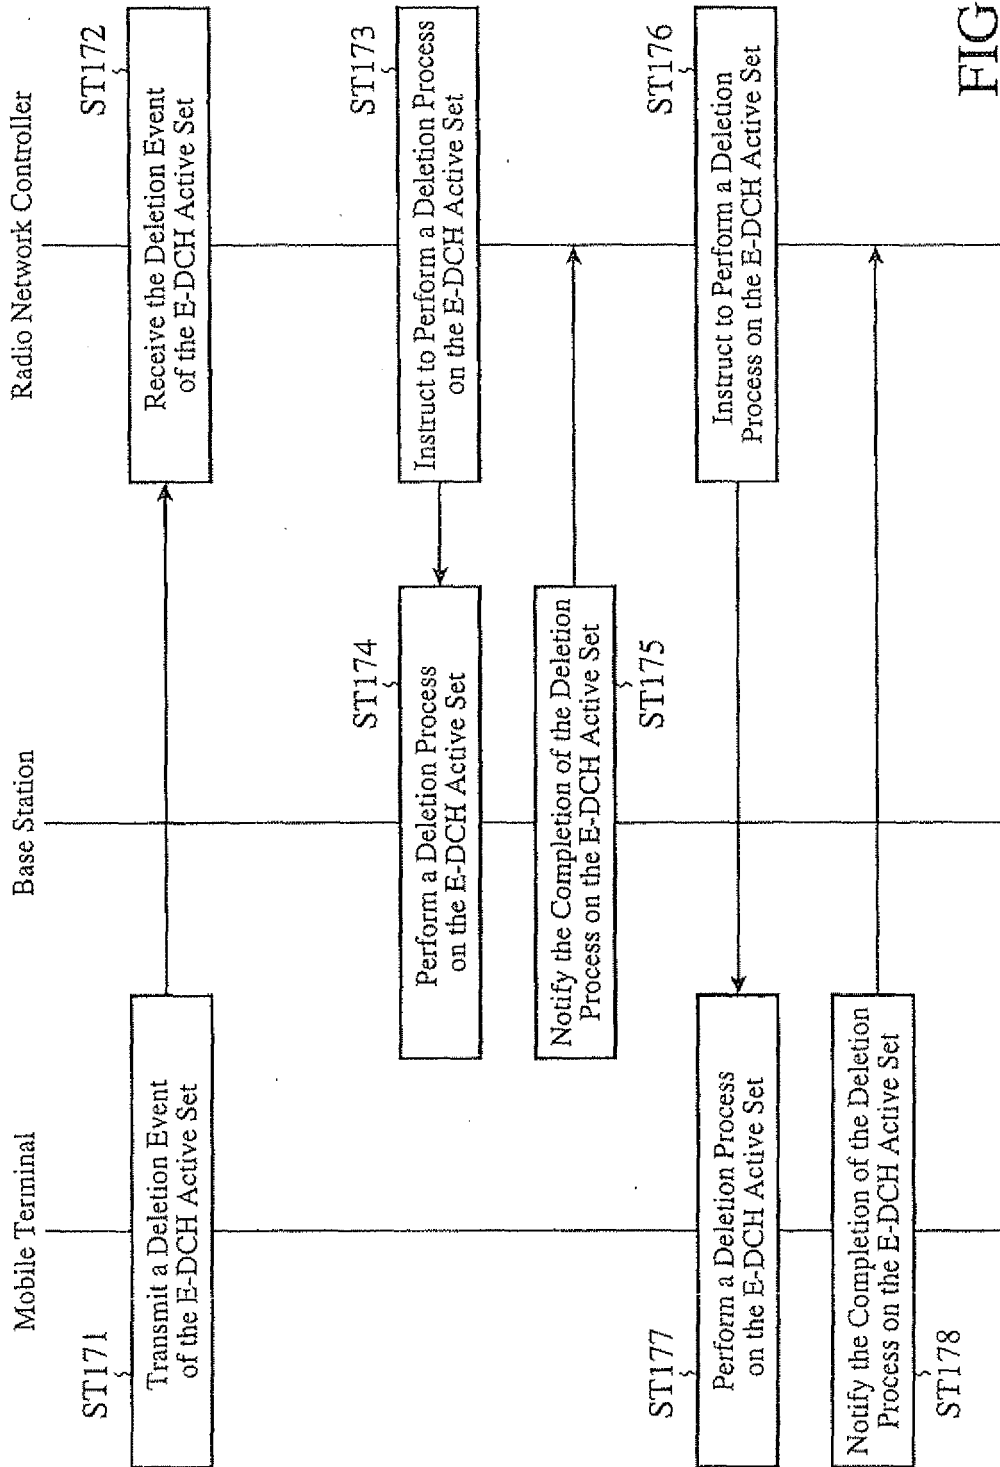 Mobile Terminal
Base Station
Radio Network Controller
ST171
Transmit a Deletion Event
of the E-DCH Active Set
ST172
Receive the Deletion Event
of the E-DCH Active Set
ST173
Instruct to Perform a Deletion Process
on the E-DCH Active Set
ST174
Perform a Deletion Process
on the E-DCH Active Set
Notify the Completion of the Deletion
Process on the E-DCH Active Set
ST175
ST176
Instruct to Perform a Deletion
Process on the E-DCH Active Set
ST177
Perform a Deletion Process
on the E-DCH Active Set
Notify the Completion of the Deletion
Process on the E-DCH Active Set
ST178
FIG